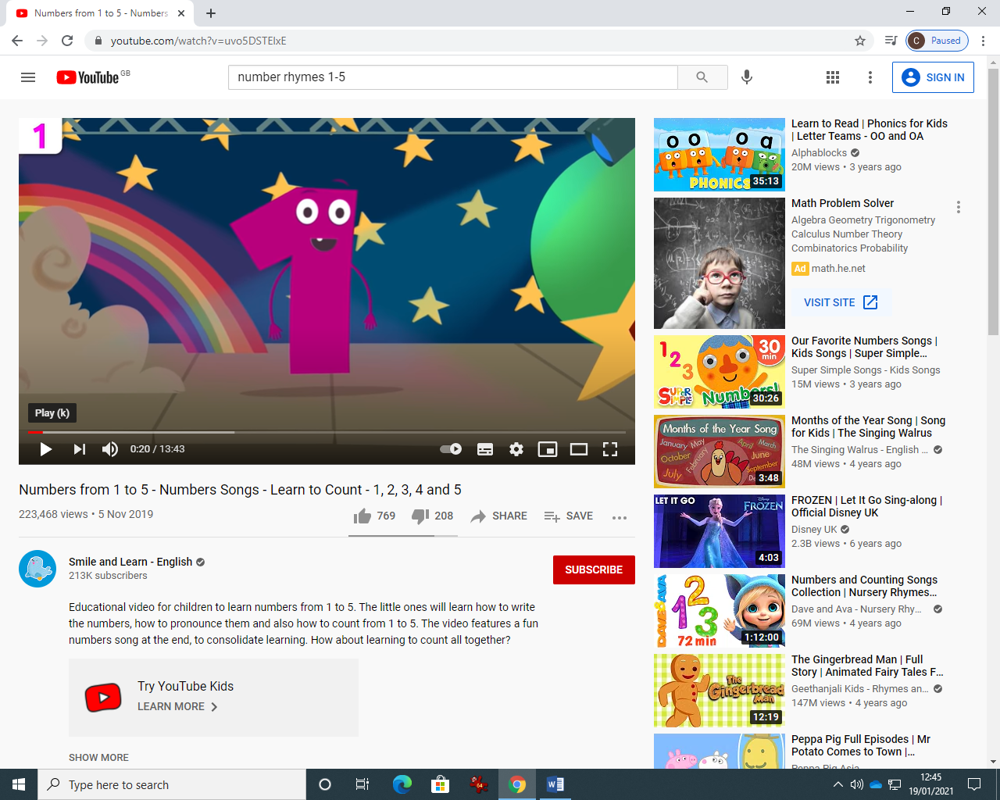 Numbers from 1 to 5 - Numbers
youtube.com/watch?v=uvo5DSTEIxE
C Paused
YouTube GB
number rhymes 1-5
SIGN IN
1
Play (k)
0:20 / 13:43
Numbers from 1 to 5 - Numbers Songs - Learn to Count - 1, 2, 3, 4 and 5
223,468 views • 5 Nov 2019
769
208
SHARE
SAVE
Smile and Learn - English
213K subscribers
SUBSCRIBE
Educational video for children to learn numbers from 1 to 5. The little ones will learn how to write
the numbers, how to pronounce them and also how to count from 1 to 5. The video features a fun
numbers song at the end, to consolidate learning. How about learning to count all together?
Try YouTube Kids
LEARN MORE
SHOW MORE
oo oa
PHONICS
35:13
Learn to Read | Phonics for Kids
| Letter Teams - OO and OA
Alphablocks
20M views • 3 years ago
Math Problem Solver
Algebra Geometry Trigonometry
Calculus Number Theory
Combinatorics Probability
Ad math.he.net
VISIT SITE
1 2 3
30 min
SUPER SIMPLE
Numbers!
30:26
Our Favorite Numbers Songs |
Kids Songs | Super Simple...
Super Simple Songs - Kids Songs
15M views • 3 years ago
Months of the Year Song
January May April March
October February June
July September
3:48
Months of the Year Song | Song
for Kids | The Singing Walrus
The Singing Walrus - English ...
48M views • 4 years ago
LET IT GO
Disney
FROZEN
4:03
FROZEN | Let It Go Sing-along |
Official Disney UK
Disney UK
2.3B views • 6 years ago
DAVE AVA
1 2 3
72 min
1:12:00
Numbers and Counting Songs
Collection | Nursery Rhymes...
Dave and Ava - Nursery Rhy...
69M views • 4 years ago
The
Gingerbread
Man
12:19
The Gingerbread Man | Full
Story | Animated Fairy Tales F...
Geethanjali Kids - Rhymes an...
147M views • 4 years ago
Peppa Pig Full Episodes | Mr
Potato Comes to Town |...
Peppa Pig Asia
Type here to search
64
12:45
19/01/2021